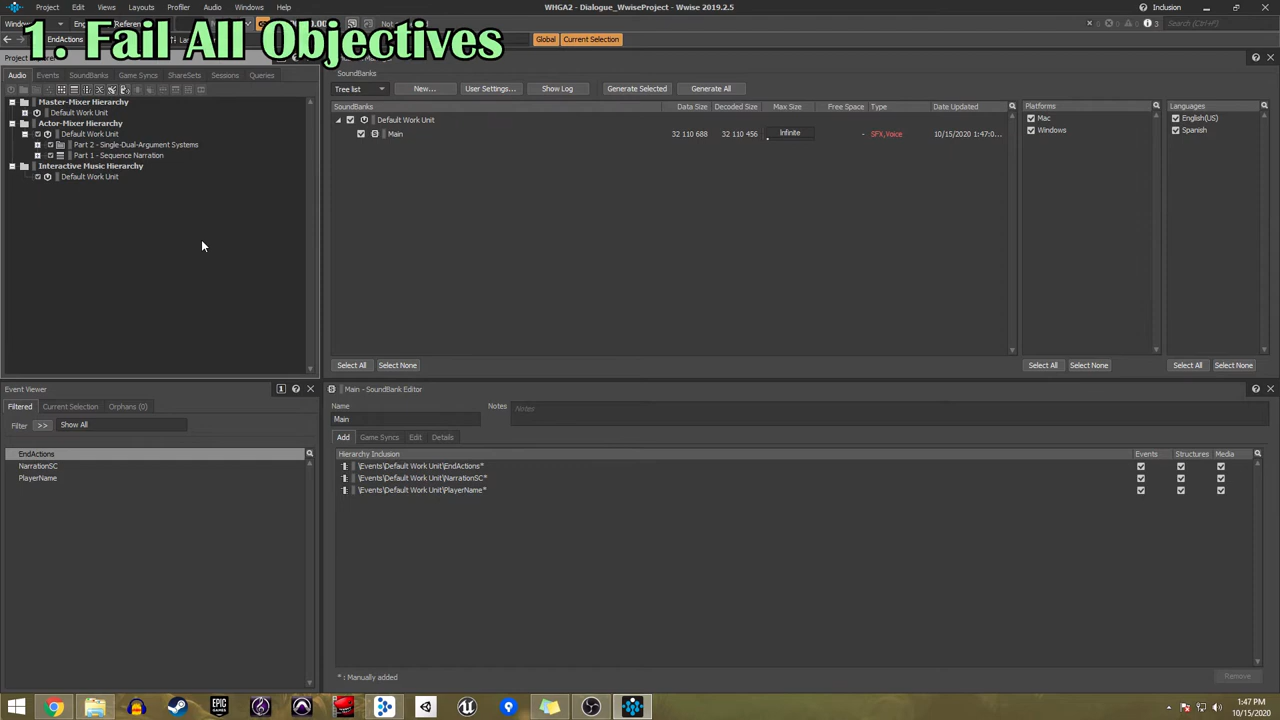 Project Edit Views Layouts Profiler Audio Windows Help
WHGA2 - Dialogue_WwiseProject - Wwise 2019.2.5
Inclusion
1. Fail All Objectives
3
Search (Ctrl+F)
EndActions
Global Current Selection
Audio Events SoundBanks Game Syncs ShareSets Sessions Queries
Master-Mixer Hierarchy
Default Work Unit
Actor-Mixer Hierarchy
Default Work Unit
Part 2 - Single-Dual-Argument Systems
Part 1 - Sequence Narration
Interactive Music Hierarchy
Default Work Unit
SoundBanks
Tree list New... User Settings... Show Log Generate Selected Generate All
SoundBanks Data Size Decoded Size Max Size Free Space Type Date Updated
Default Work Unit
Main 32 110 688 32 110 456 Infinite - SFX,Voice 10/15/2020 1:47:0...
Select All Select None
Platforms
Mac
Windows
Select All Select None
Languages
English(US)
Spanish
Select All Select None
Event Viewer
Filtered Current Selection Orphans (0)
Filter >> Show All
EndActions
NarrationSC
PlayerName
Main - SoundBank Editor
Name
Main
Notes Notes
Add Game Syncs Edit Details
Hierarchy Inclusion Events Structures Media
\Events\Default Work Unit\EndActions*
\Events\Default Work Unit\NarrationSC*
\Events\Default Work Unit\PlayerName*
* : Manually added
Remove
EPIC GAMES
1:47 PM
10/15/2020